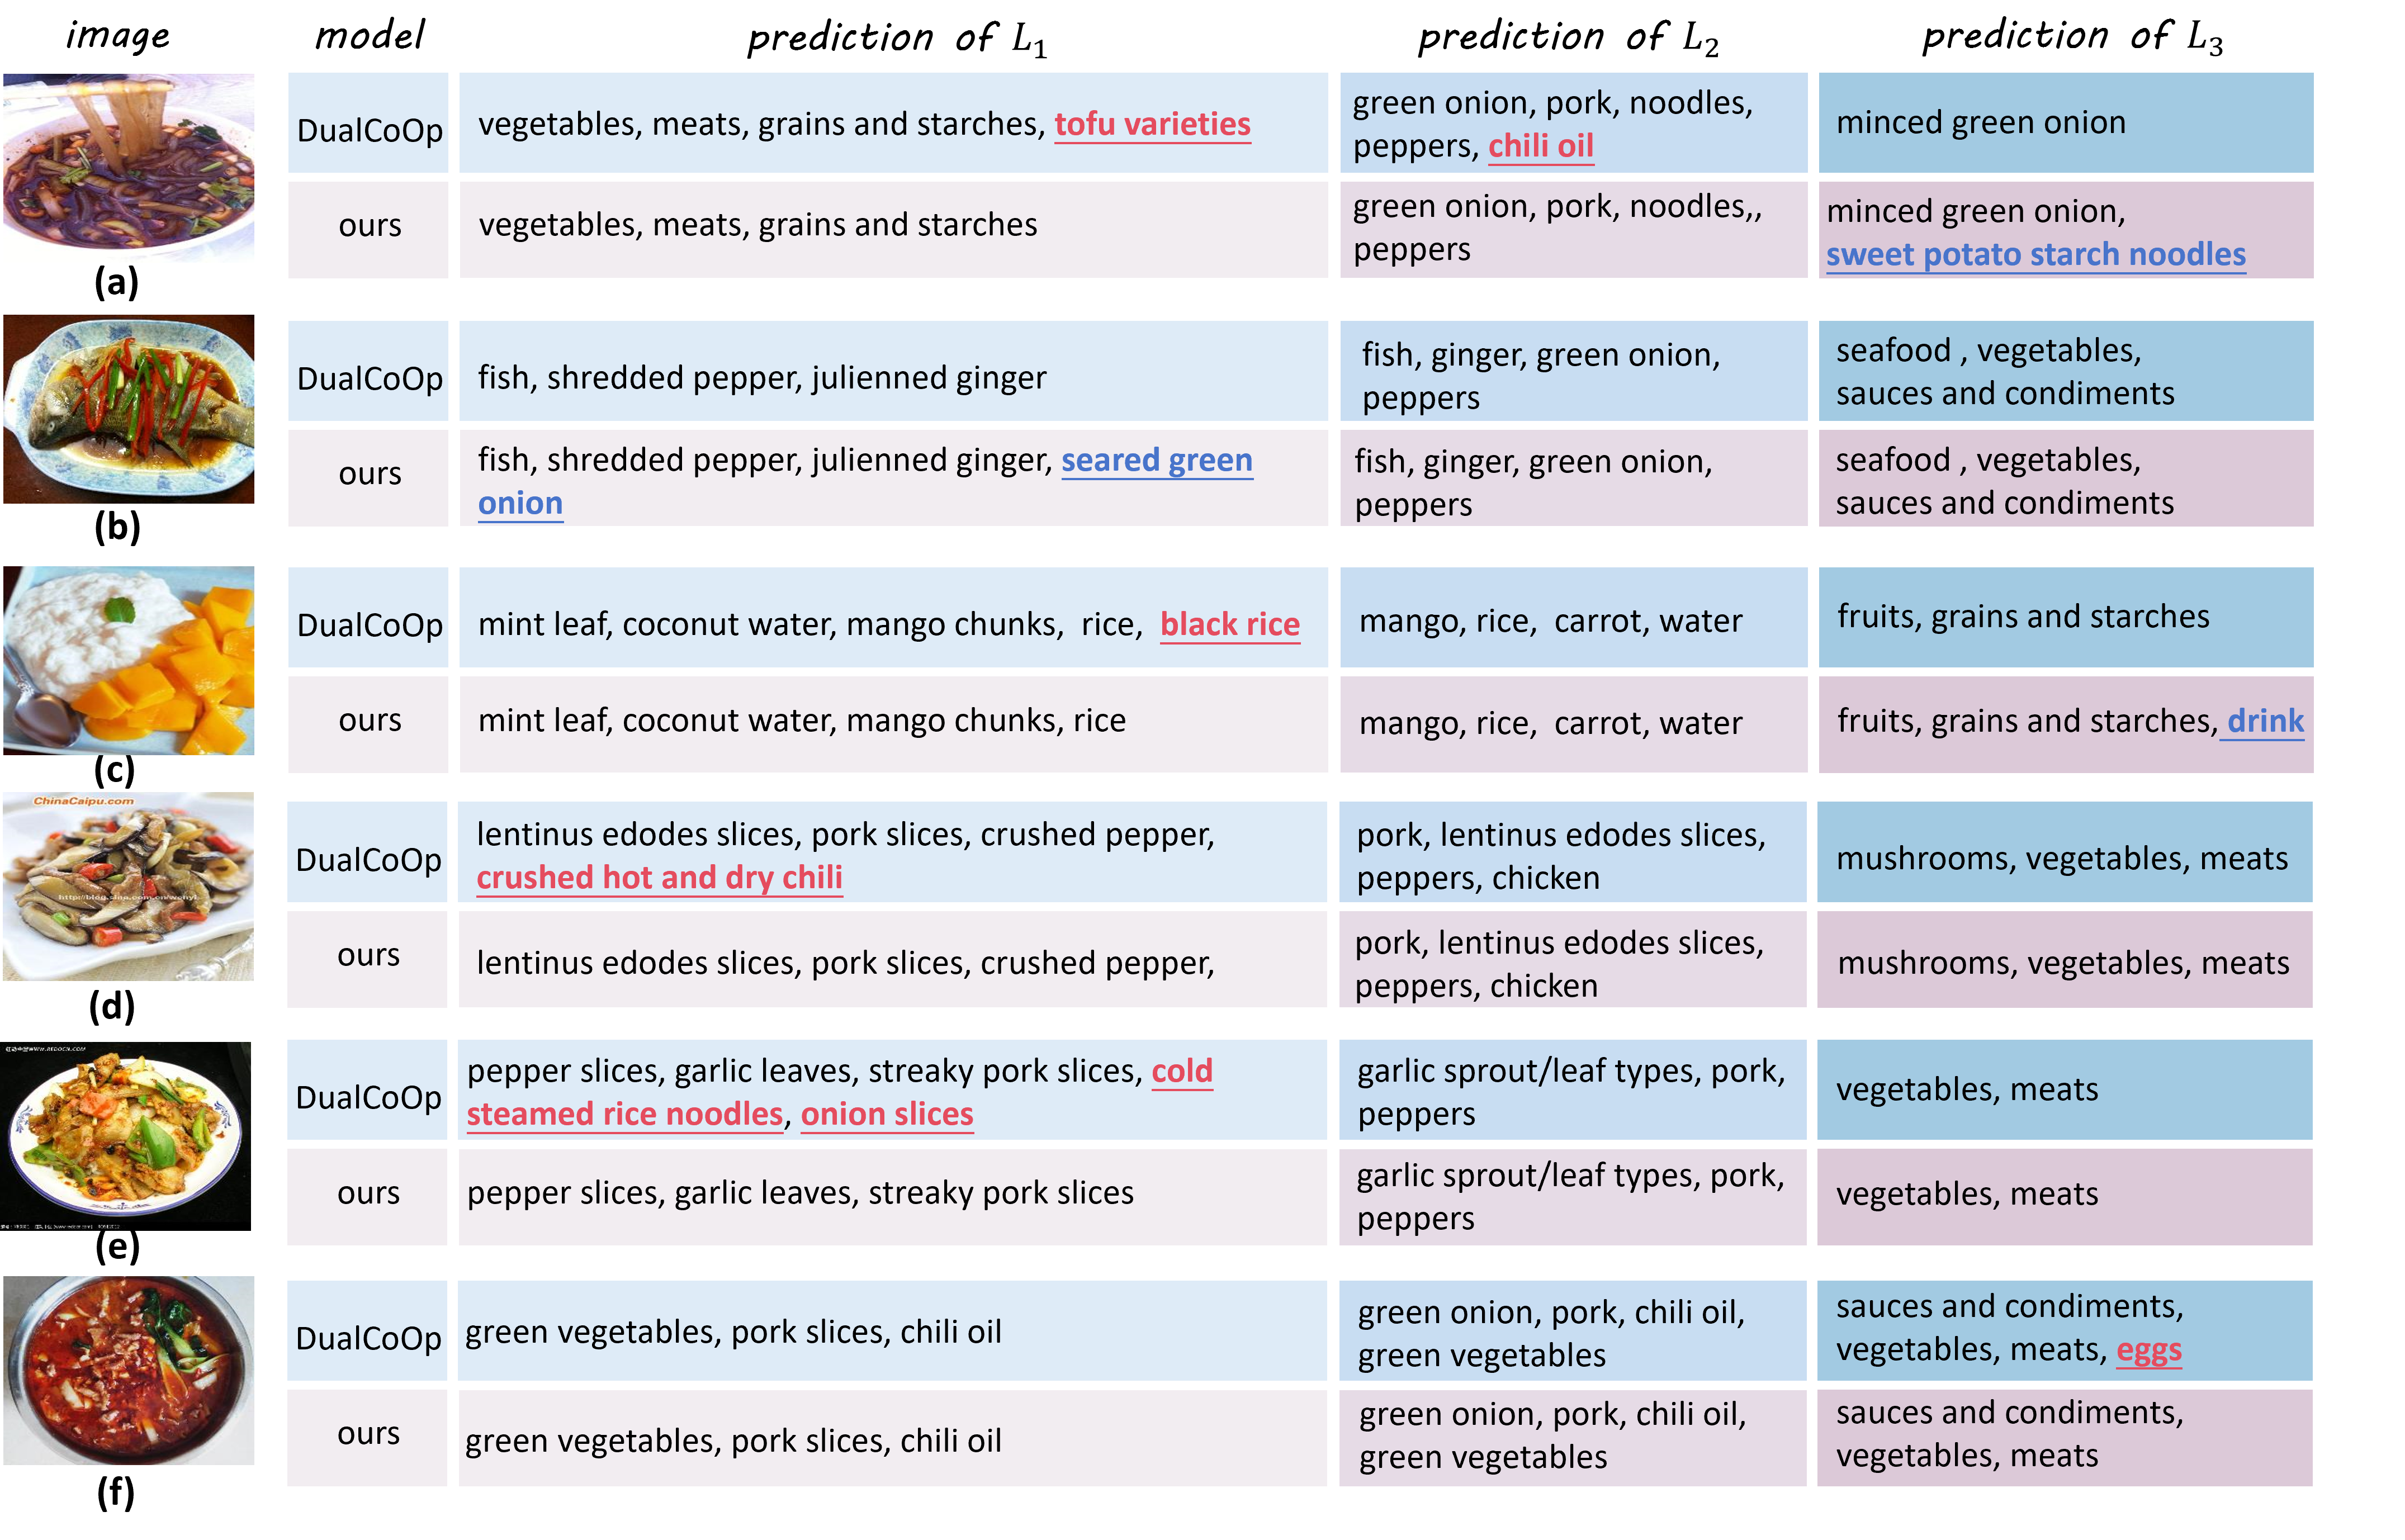 image model prediction of L1 prediction of L2 prediction of L3
DualCoOp
vegetables, meats, grains and starches, tofu varieties
green onion, pork, noodles,
peppers, chili oil
minced green onion
ours
vegetables, meats, grains and starches
green onion, pork, noodles,,
peppers
minced green onion,
sweet potato starch noodles
(a)
DualCoOp
fish, shredded pepper, julienned ginger
fish, ginger, green onion,
peppers
seafood , vegetables,
sauces and condiments
ours
fish, shredded pepper, julienned ginger, seared green
onion
fish, ginger, green onion,
peppers
seafood , vegetables,
sauces and condiments
(b)
DualCoOp
mint leaf, coconut water, mango chunks, rice, black rice
mango, rice, carrot, water
fruits, grains and starches
ours
mint leaf, coconut water, mango chunks, rice
mango, rice, carrot, water
fruits, grains and starches, drink
(c)
ChinaCaipu.com
DualCoOp
lentinus edodes slices, pork slices, crushed pepper,
crushed hot and dry chili
pork, lentinus edodes slices,
peppers, chicken
mushrooms, vegetables, meats
ours
lentinus edodes slices, pork slices, crushed pepper,
pork, lentinus edodes slices,
peppers, chicken
mushrooms, vegetables, meats
(d)
DualCoOp
pepper slices, garlic leaves, streaky pork slices, cold
steamed rice noodles, onion slices
garlic sprout/leaf types, pork,
peppers
vegetables, meats
ours
pepper slices, garlic leaves, streaky pork slices
garlic sprout/leaf types, pork,
peppers
vegetables, meats
(e)
DualCoOp
green vegetables, pork slices, chili oil
green onion, pork, chili oil,
green vegetables
sauces and condiments,
vegetables, meats, eggs
ours
green vegetables, pork slices, chili oil
green onion, pork, chili oil,
green vegetables
sauces and condiments,
vegetables, meats
(f)